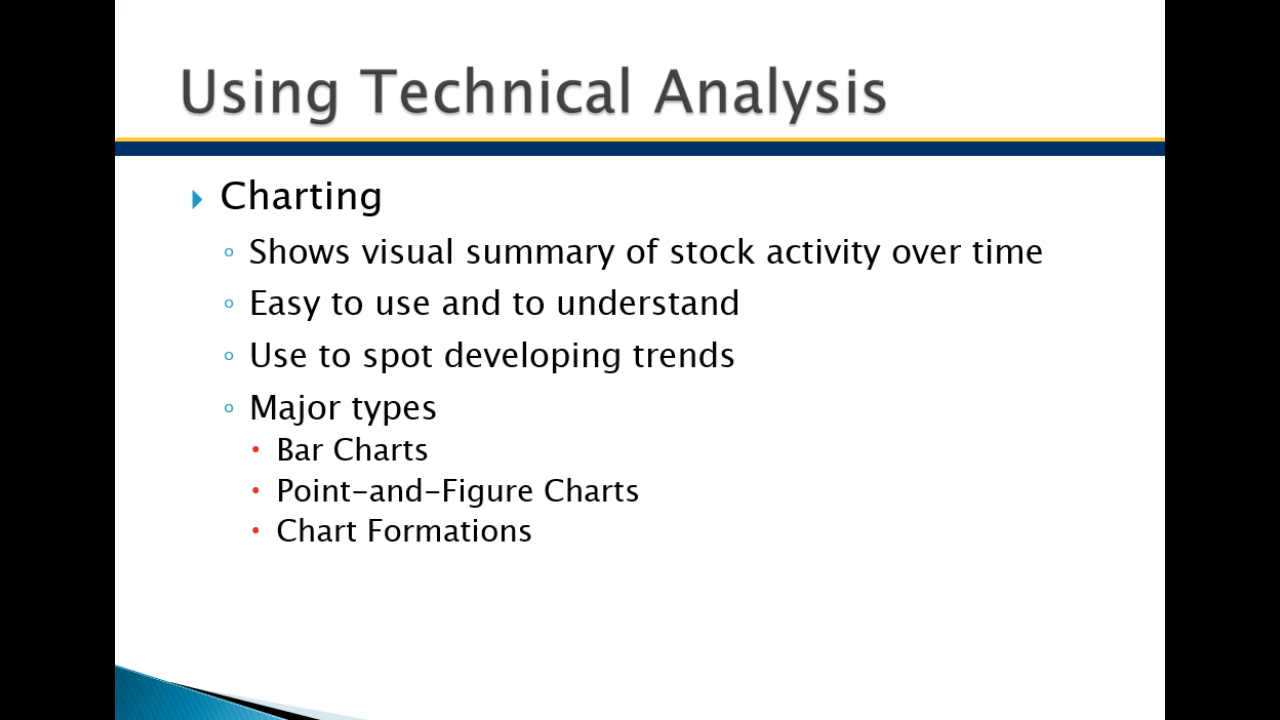 Using Technical Analysis
Charting
Shows visual summary of stock activity over time
Easy to use and to understand
Use to spot developing trends
Major types
Bar Charts
Point-and-Figure Charts
Chart Formations